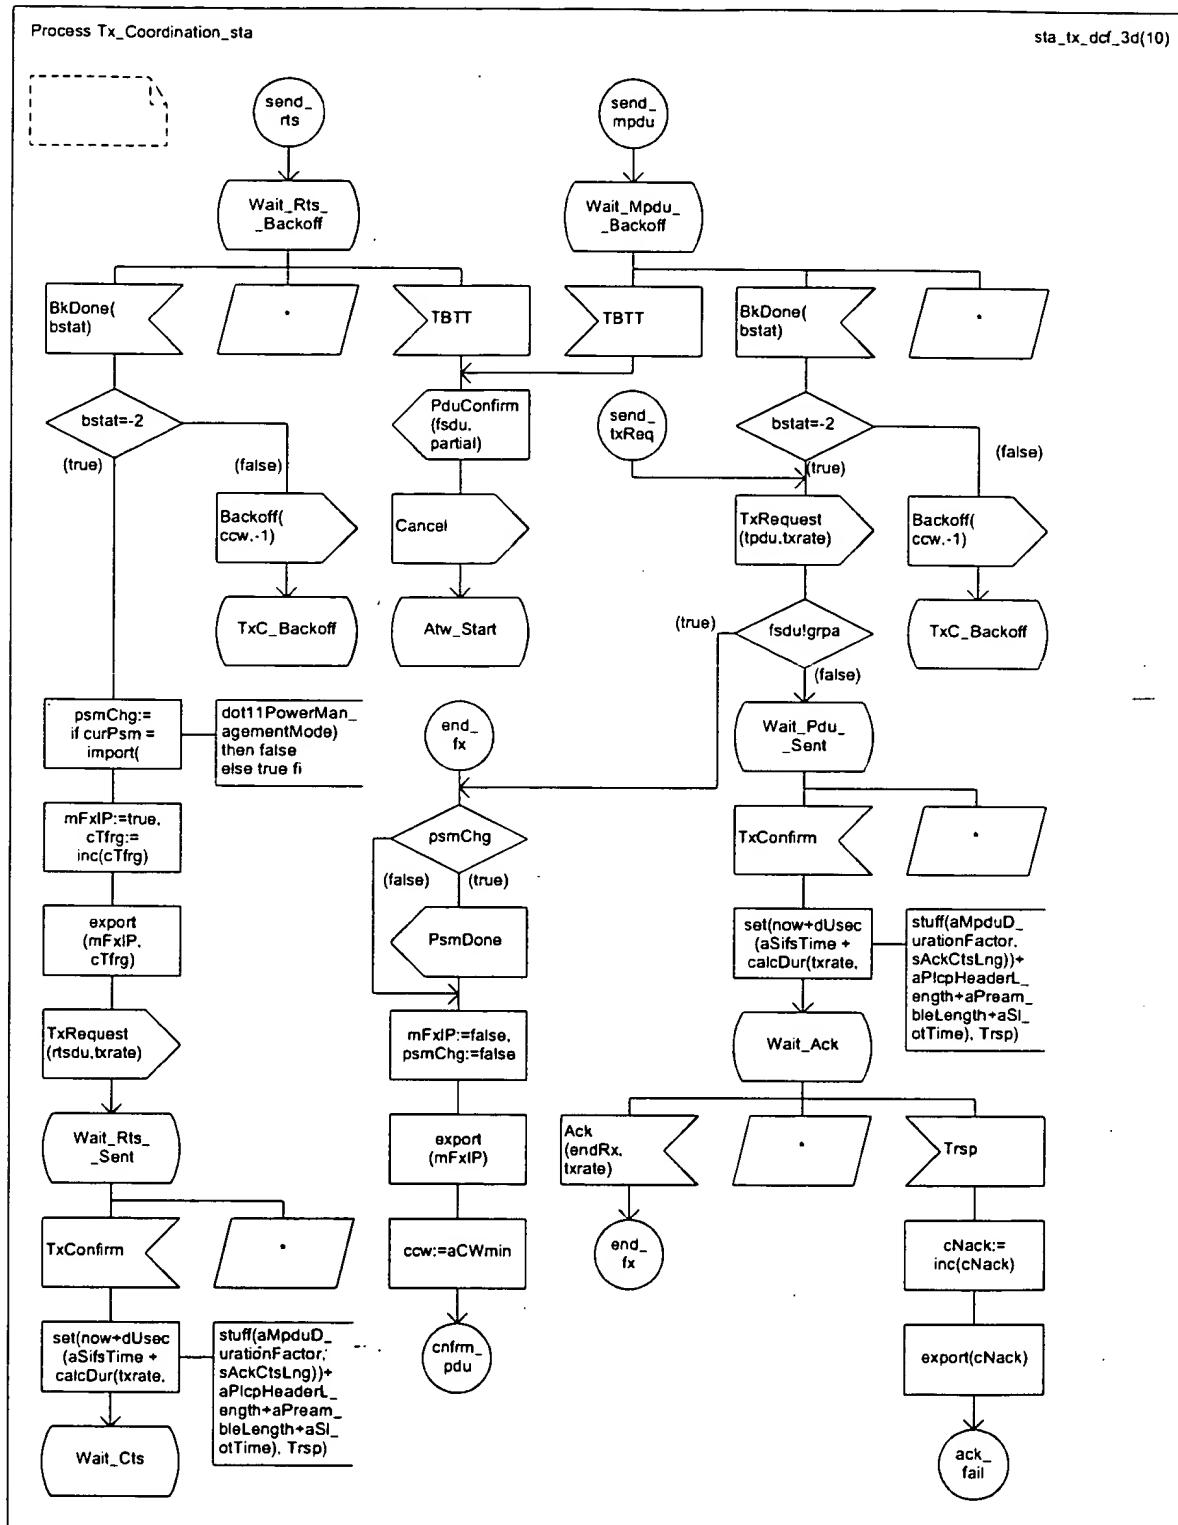 Process Tx_Coordination_sta
sta_tx_dcf_3d(10)
send_
rts
send_
mpdu
Wait_Rts_
_Backoff
Wait_Mpdu_
_Backoff
BkDone(
bstat)
*
TBTT
TBTT
BkDone(
bstat)
*
bstat=-2
(true)
(false)
PduConfirm
(fsdu,
partial)
send_
txReq
bstat=-2
(true)
(false)
Backoff(
ccw,-1)
Cancel
TxRequest
(tpdu,txrate)
Backoff(
ccw,-1)
TxC_Backoff
Atw_Start
(true)
fsdu!grpa
(false)
TxC_Backoff
psmChg:=
if curPsm =
import(
dot11PowerMan_
agementMode)
then false
else true fi
end_
fx
Wait_Pdu_
_Sent
mFxIP:=true,
cTfrg:=
inc(cTfrg)
psmChg
(false)
(true)
TxConfirm
*
export
(mFxIP,
cTfrg)
PsmDone
set(now+dUsec
(aSifsTime +
calcDur(txrate,
stuff(aMpduD_
urationFactor,
sAckCtsLng))+
aPlcpHeaderL_
ength+aPream_
bleLength+aSl_
otTime), Trsp)
TxRequest
(rtsdu,txrate)
mFxIP:=false,
psmChg:=false
Wait_Ack
Wait_Rts_
_Sent
export
(mFxIP)
Ack
(endRx,
txrate)
*
Trsp
TxConfirm
*
ccw:=aCWmin
end_
fx
cNack:=
inc(cNack)
set(now+dUsec
(aSifsTime +
calcDur(txrate,
stuff(aMpduD_
urationFactor,
sAckCtsLng))+
aPlcpHeaderL_
ength+aPream_
bleLength+aSl_
otTime), Trsp)
cnfrm_
pdu
export(cNack)
Wait_Cts
ack_
fail